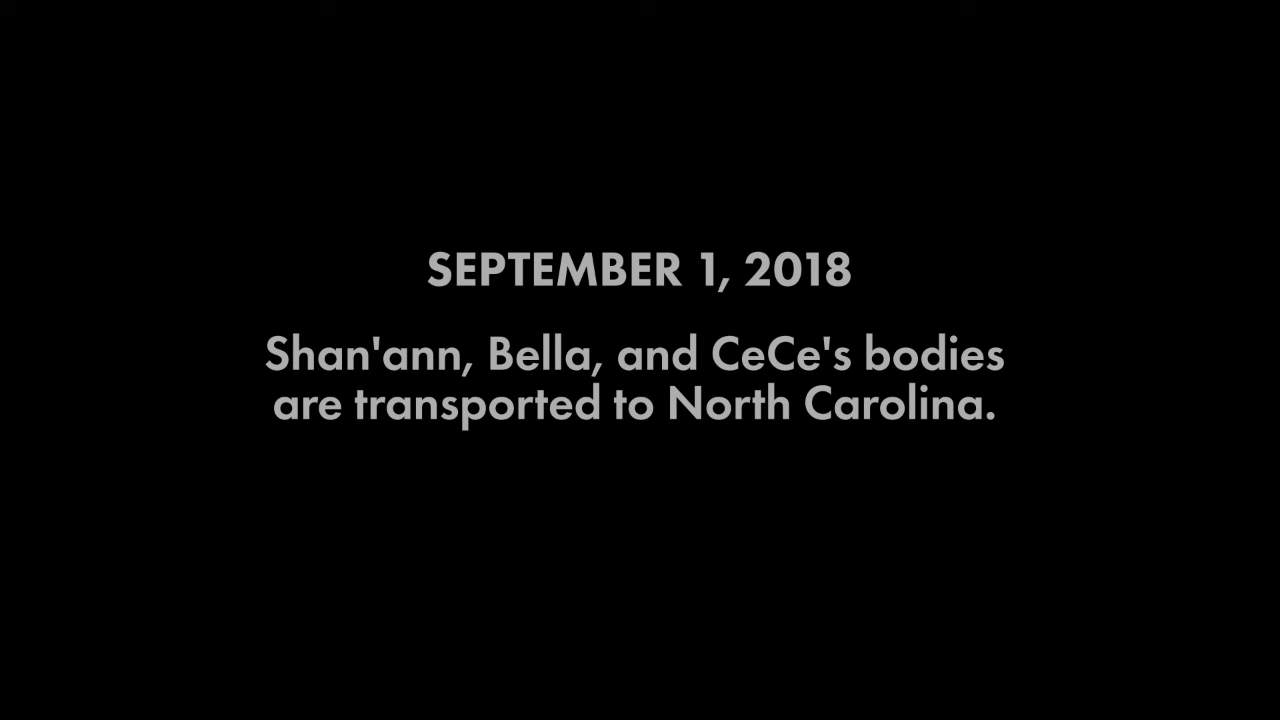 SEPTEMBER 1, 2018
Shan'ann, Bella, and CeCe's bodies
are transported to North Carolina.